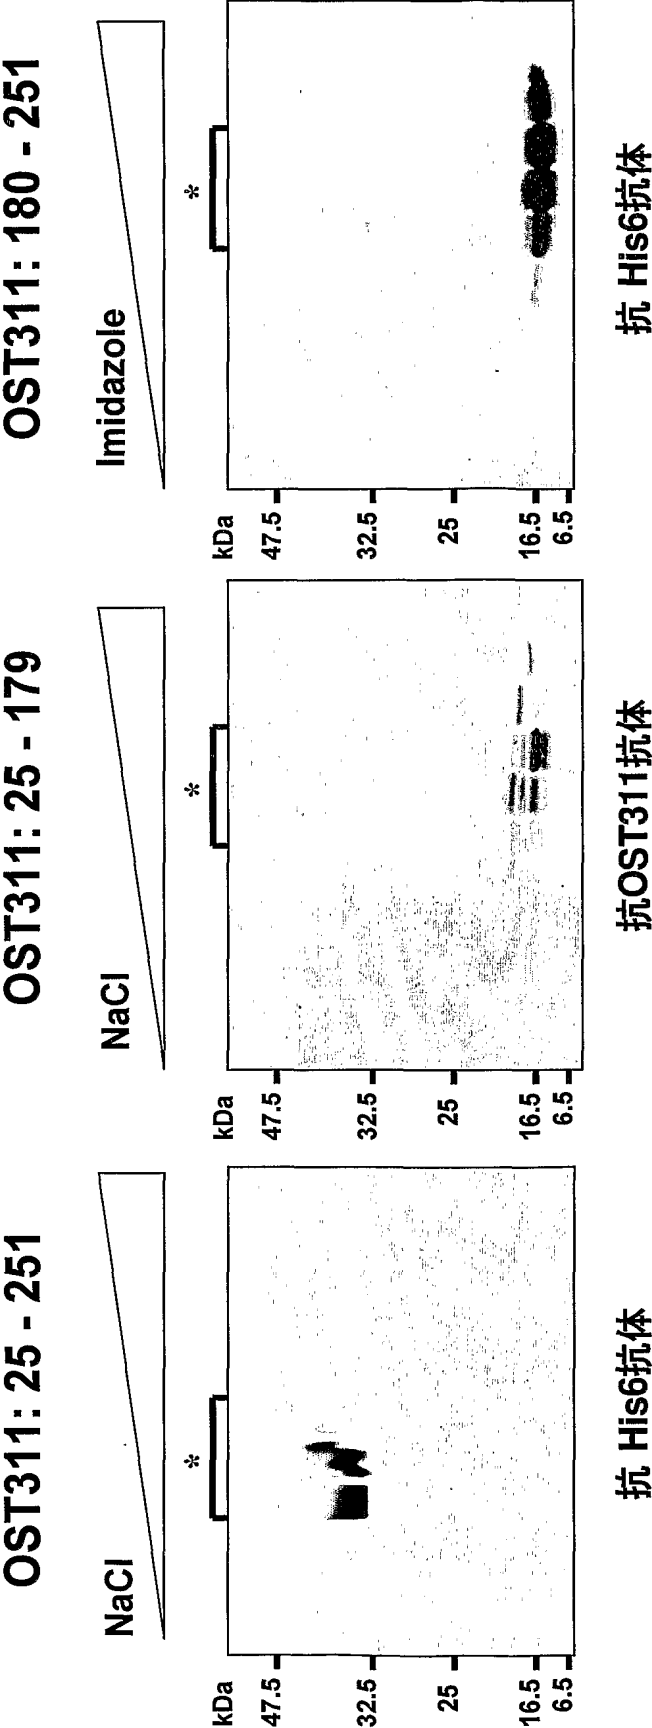 OST311: 25 - 251
NaCl
*
kDa
47.5
32.5
25
16.5
6.5
抗 His6抗体
OST311: 25 - 179
NaCl
*
kDa
47.5
32.5
25
16.5
6.5
抗OST311抗体
OST311: 180 - 251
Imidazole
*
kDa
47.5
32.5
25
16.5
6.5
抗 His6抗体